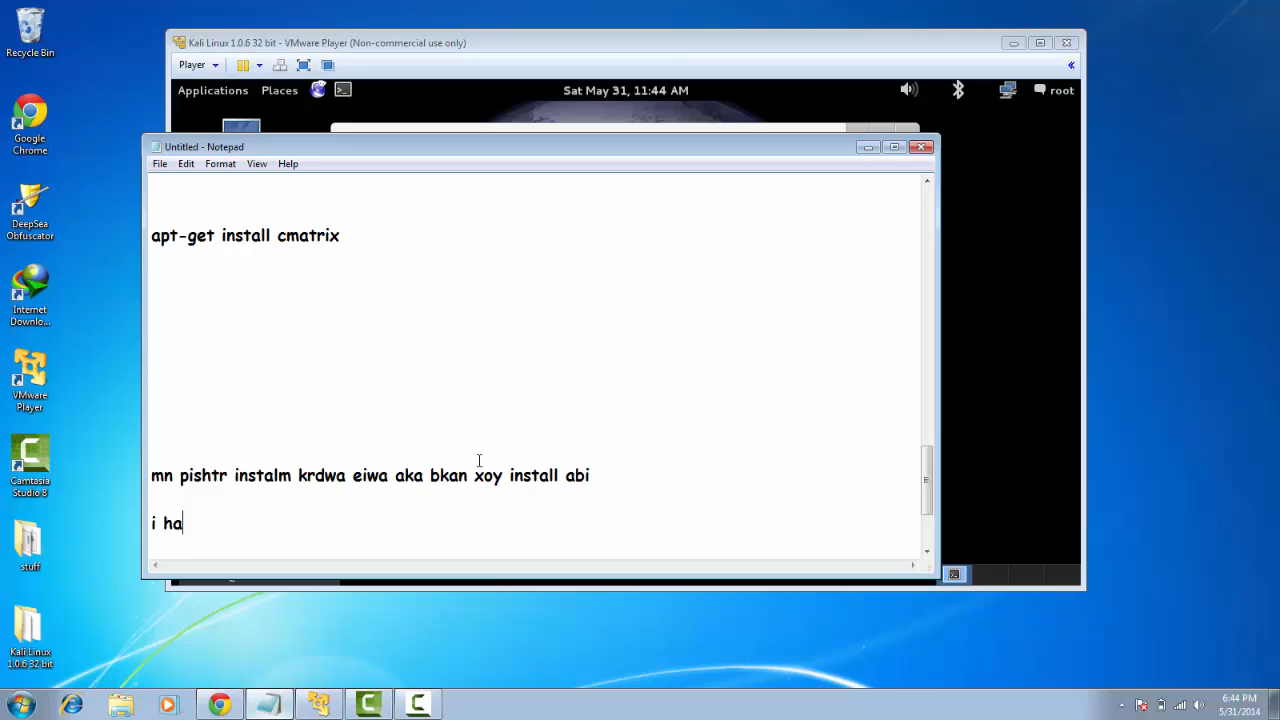 Recycle Bin
Google
Chrome
DeepSea
Obfuscator
Internet
Downlo...
VMware
Player
Camtasia
Studio 8
stuff
Kali Linux
1.0.6 32 bit
Kali Linux 1.0.6 32 bit - VMware Player (Non-commercial use only)
Player
Applications Places Sat May 31, 11:44 AM root
Untitled - Notepad
File Edit Format View Help
apt-get install cmatrix
mn pishtr instalm krdwa eiwa aka bkan xoy install abi
i ha
6:44 PM
5/31/2014